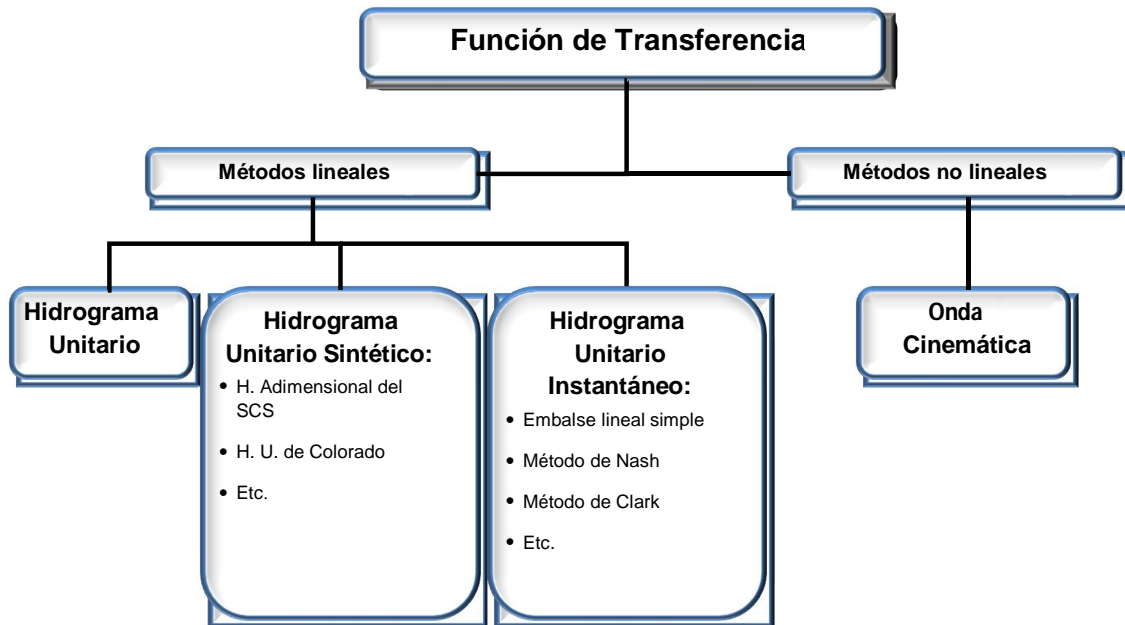 Función de Transferencia
Métodos lineales
Métodos no lineales
Hidrograma
Unitario
Hidrograma
Unitario Sintético:
• H. Adimensional del
SCS
• H. U. de Colorado
• Etc.
Hidrograma
Unitario
Instantáneo:
• Embalse lineal simple
• Método de Nash
• Método de Clark
• Etc.
Onda
Cinemática